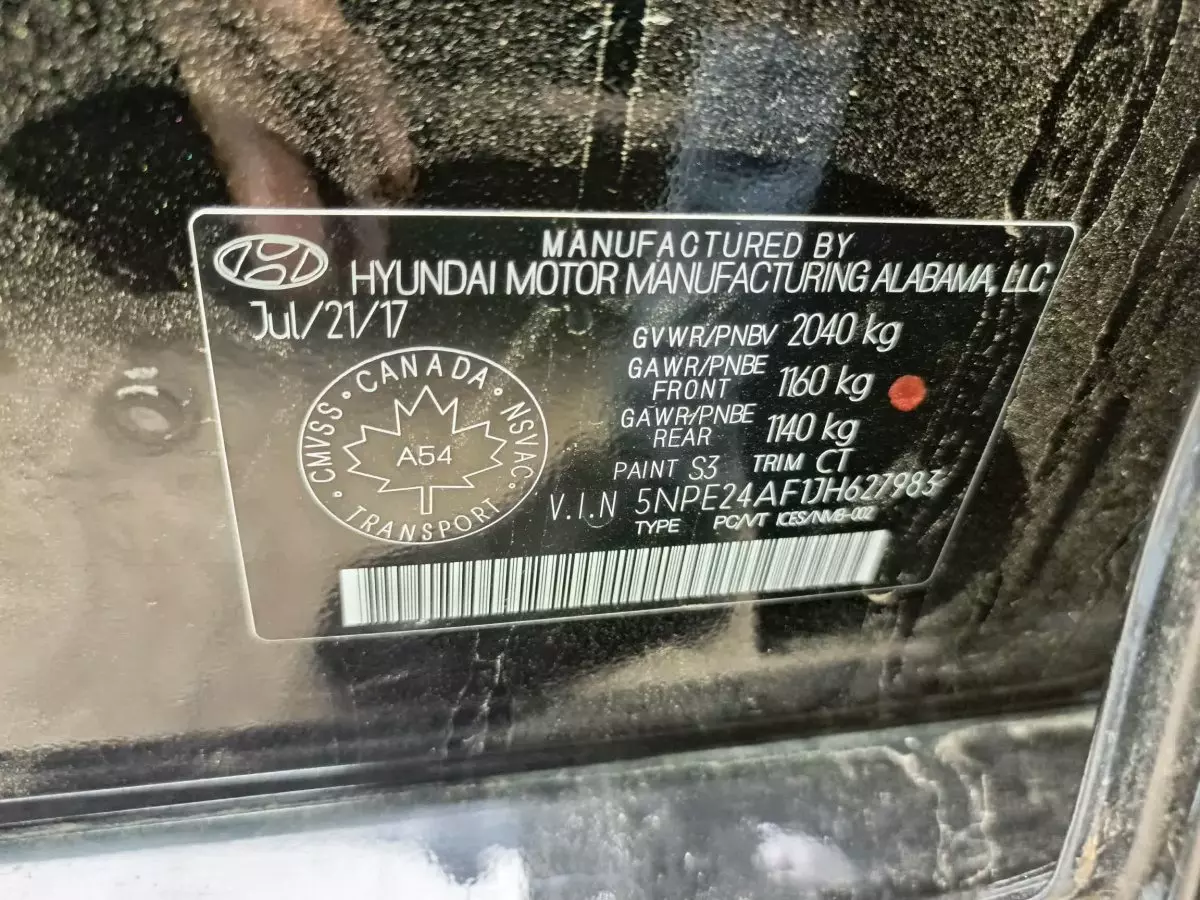 MANUFACTURED BY
HYUNDAI MOTOR MANUFACTURING ALABAMA, LLC
Jul/21/17
GVWR/PNBV 2040 kg
GAWR/PNBE FRONT 1160 kg
GAWR/PNBE REAR 1140 kg
PAINT S3 TRIM CT
V.I.N 5NPE24AF1JH627983
TYPE PC/VT ICES/NMB-002
CMVSS · CANADA · NSVAC · TRANSPORT ·
A54